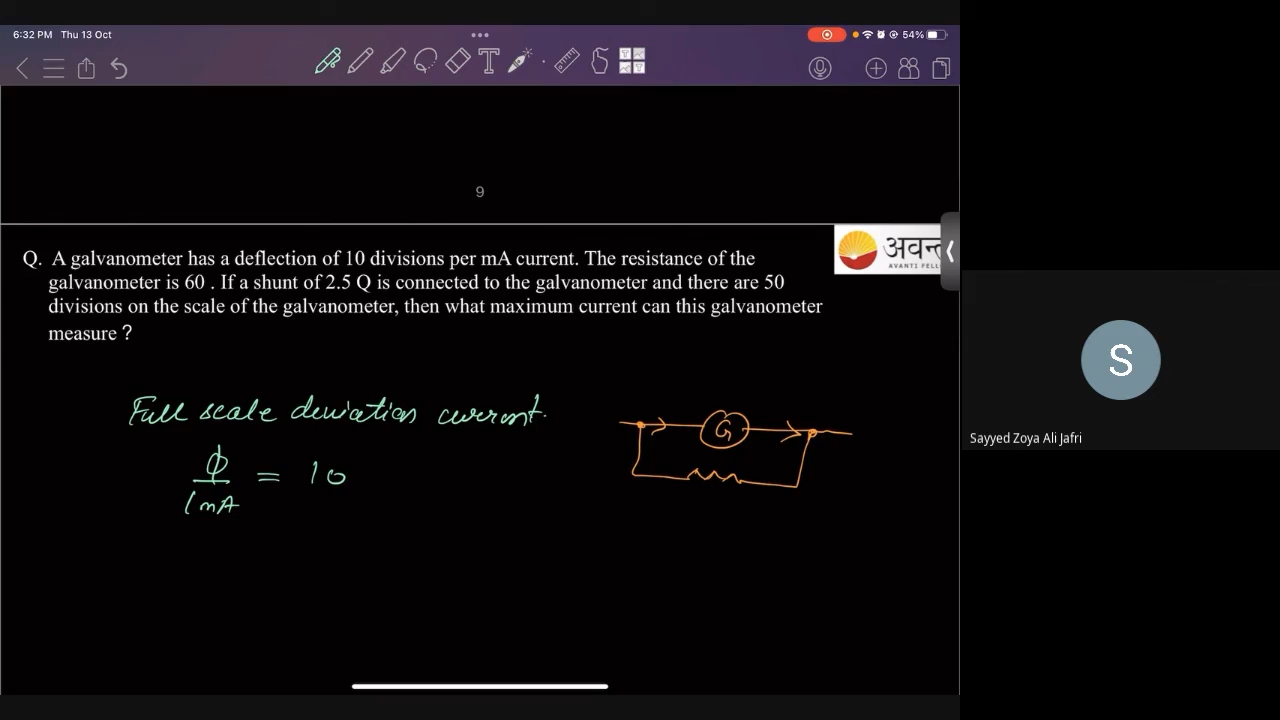 6:32 PM Thu 13 Oct
54%
9
Q. A galvanometer has a deflection of 10 divisions per mA current. The resistance of the
galvanometer is 60 . If a shunt of 2.5 Q is connected to the galvanometer and there are 50
divisions on the scale of the galvanometer, then what maximum current can this galvanometer
measure ?
अवन्त
AVANTI FELL
Full scale deviation current.
G
ϕ
/1mA = 10
S
Sayyed Zoya Ali Jafri